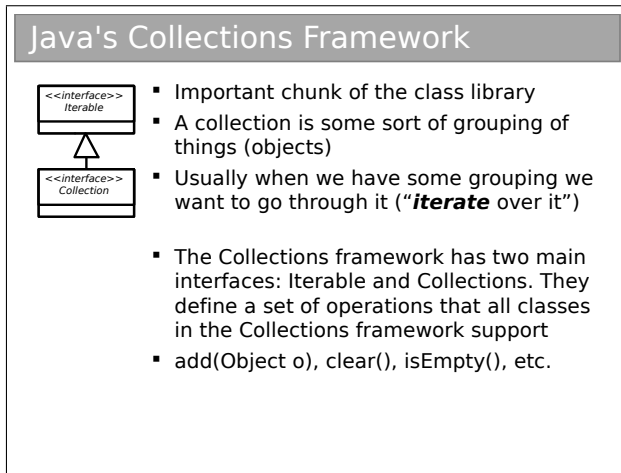 Java's Collections Framework
<<interface>>
Iterable
<<interface>>
Collection
▪ Important chunk of the class library
▪ A collection is some sort of grouping of
things (objects)
▪ Usually when we have some grouping we
want to go through it (“iterate over it”)
▪ The Collections framework has two main
interfaces: Iterable and Collections. They
define a set of operations that all classes
in the Collections framework support
▪ add(Object o), clear(), isEmpty(), etc.